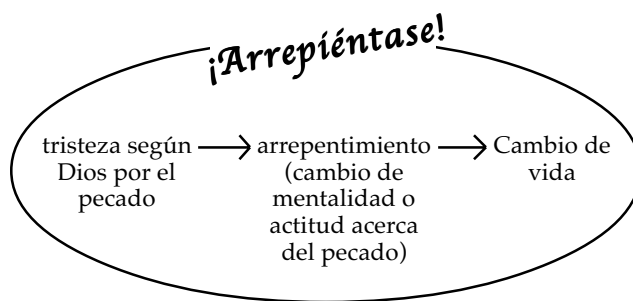 ¡Arrepiéntase!
tristeza según → arrepentimiento → Cambio de
Dios por el (cambio de vida
pecado mentalidad o
actitud acerca
del pecado)